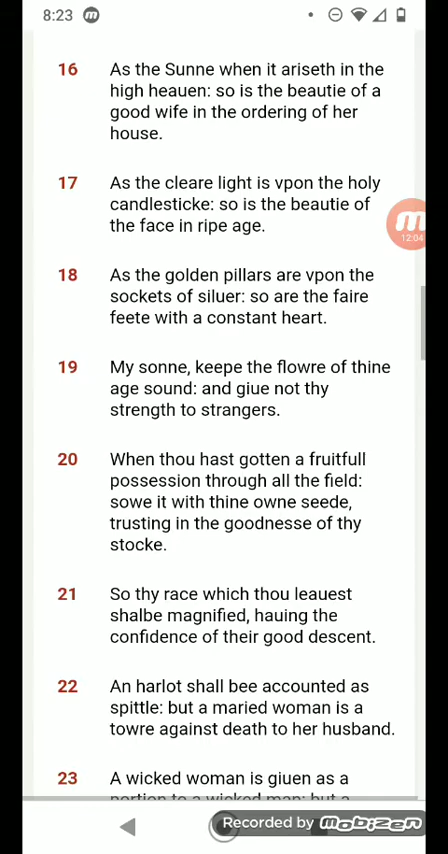 8:23
16 As the Sunne when it ariseth in the
high heauen: so is the beautie of a
good wife in the ordering of her
house.
17 As the cleare light is vpon the holy
candlesticke: so is the beautie of
the face in ripe age.
12:04
18 As the golden pillars are vpon the
sockets of siluer: so are the faire
feete with a constant heart.
19 My sonne, keepe the flowre of thine
age sound: and giue not thy
strength to strangers.
20 When thou hast gotten a fruitfull
possession through all the field:
sowe it with thine owne seede,
trusting in the goodnesse of thy
stocke.
21 So thy race which thou leauest
shalbe magnified, hauing the
confidence of their good descent.
22 An harlot shall bee accounted as
spittle: but a maried woman is a
towre against death to her husband.
23 A wicked woman is giuen as a
portion to a wicked man: but a
Recorded by mobizen